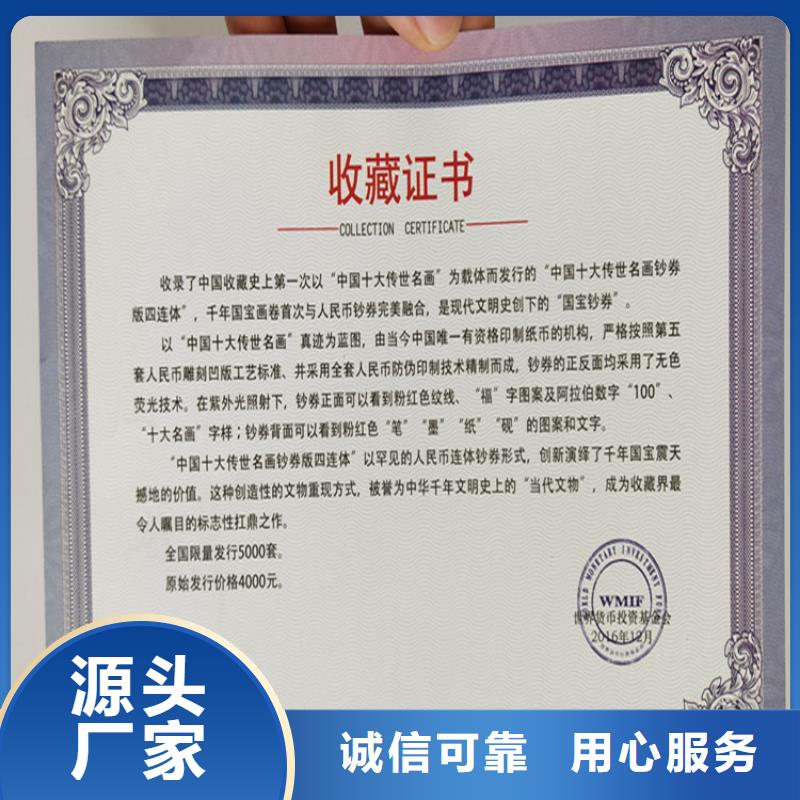 收藏证书
COLLECTION CERTIFICATE
收录了中国收藏史上第一次以“中国十大传世名画”为载体而发行的“中国十大传世名画钞券
版四连体”,千年国宝画卷首次与人民币钞券完美融合,是现代文明史创下的“国宝钞券”。
以“中国十大传世名画”真迹为蓝图,由当今中国唯一有资格印制纸币的机构,严格按照第五
套人民币雕刻凹版工艺标准、并采用全套人民币防伪印制技术精制而成,钞券的正反面均采用了无色
荧光技术。在紫外光照射下,钞券正面可以看到粉红色纹线、“福”字图案及阿拉伯数字“100”、
“十大名画”字样;钞券背面可以看到粉红色“笔”“墨”“纸”“砚”的图案和文字。
“中国十大传世名画钞券版四连体”以罕见的人民币连体钞券形式,创新演绎了千年国宝震天
撼地的价值。这种创造性的文物重现方式,被誉为中华千年文明史上的“当代文物”,成为收藏界最
令人瞩目的标志性扛鼎之作。
全国限量发行5000套。
原始发行价格4000元。
WORLD MONETARY INVESTMENT FUND
WMIF
世界货币投资基金会
2016年12月
源头
厂家
诚信可靠 用心服务